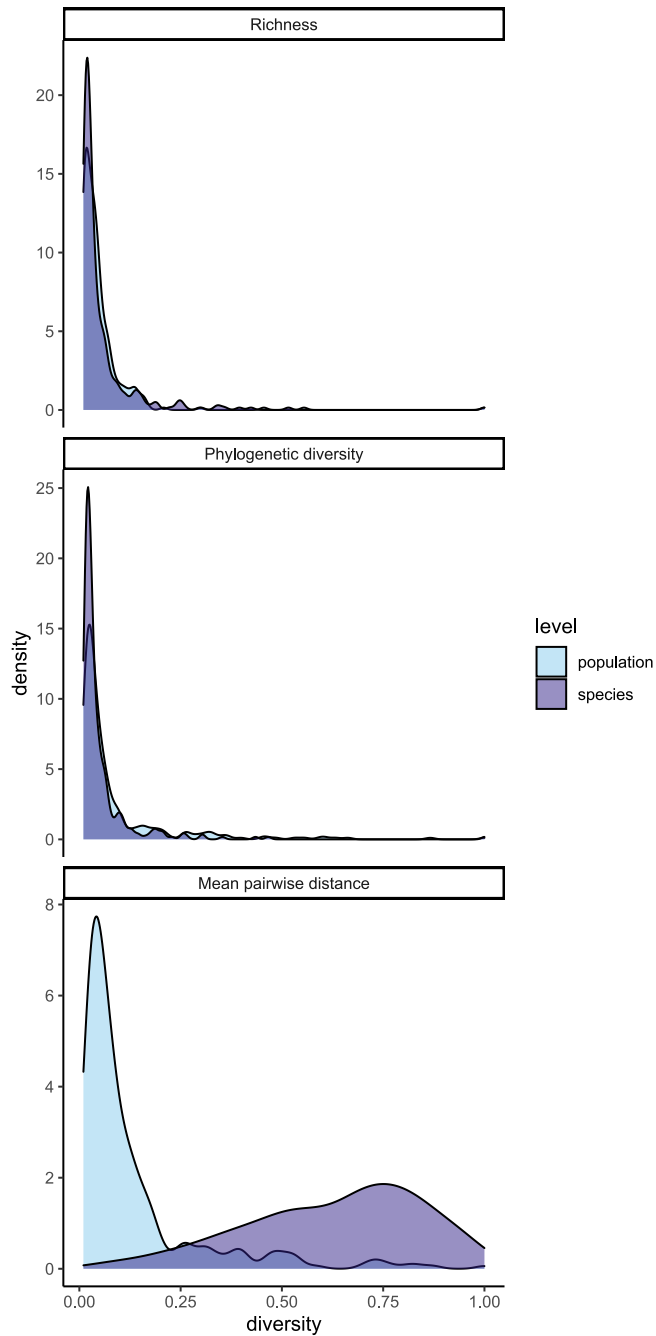 Richness
20
15
10
5
0
Phylogenetic diversity
25
20
15
10
5
0
density
level
population
species
Mean pairwise distance
8
6
4
2
0
0.00 0.25 0.50 0.75 1.00
diversity